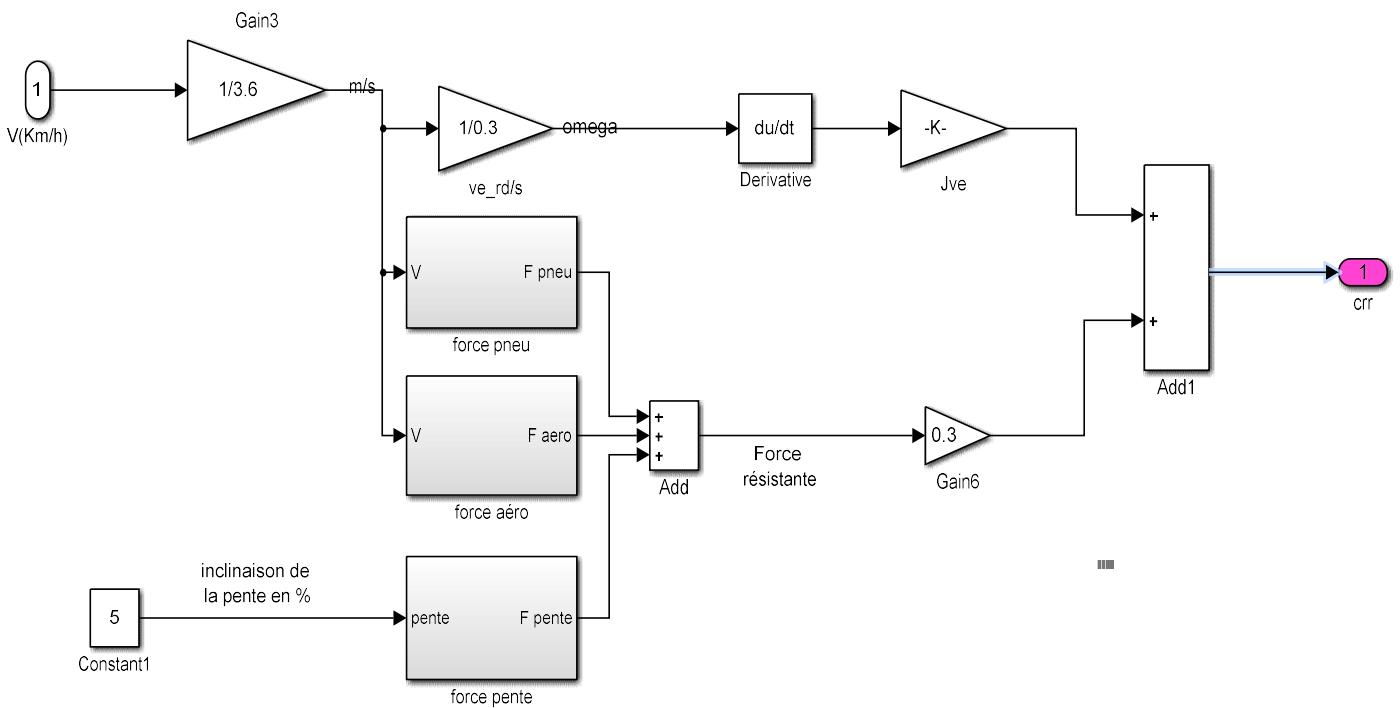 Gain3
1
V(Km/h)
1/3.6
m/s
1/0.3
ve_rd/s
omega
du/dt
Derivative
-K-
Jve
+
+
Add1
1
crr
V
F pneu
force pneu
V
F aero
force aéro
+
+
+
Add
Force
résistante
0.3
Gain6
inclinaison de
la pente en %
5
Constant1
pente
F pente
force pente